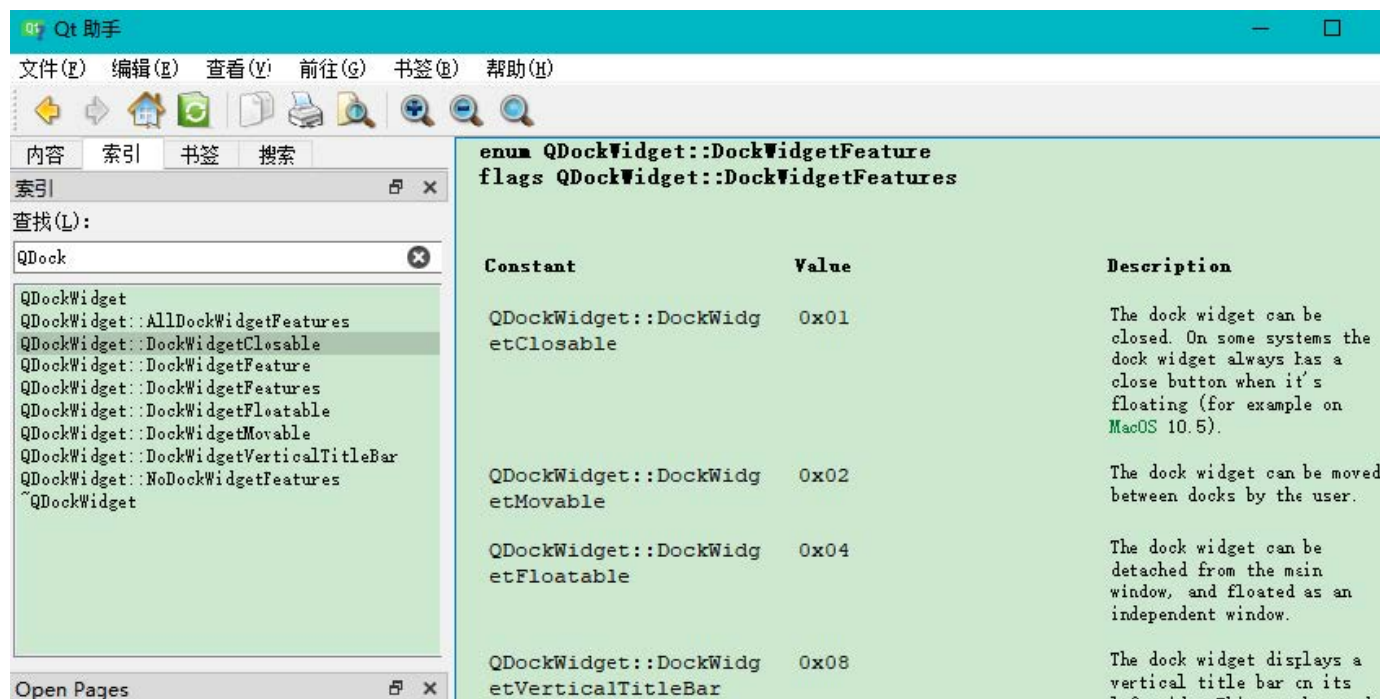 Qt 助手
文件(F) 编辑(E) 查看(V) 前往(G) 书签(B) 帮助(H)
内容 索引 书签 搜索
索引
查找(L):
QDock
QDockWidget
QDockWidget::AllDockWidgetFeatures
QDockWidget::DockWidgetClosable
QDockWidget::DockWidgetFeature
QDockWidget::DockWidgetFeatures
QDockWidget::DockWidgetFloatable
QDockWidget::DockWidgetMovable
QDockWidget::DockWidgetVerticalTitleBar
QDockWidget::NoDockWidgetFeatures
~QDockWidget
Open Pages
enum QDockWidget::DockWidgetFeature
flags QDockWidget::DockWidgetFeatures
Constant Value Description
QDockWidget::DockWidg 0x01 The dock widget can be
etClosable closed. On some systems the
dock widget always has a
close button when it's
floating (for example on
MacOS 10.5).
QDockWidget::DockWidg 0x02 The dock widget can be moved
etMovable between docks by the user.
QDockWidget::DockWidg 0x04 The dock widget can be
etFloatable detached from the main
window, and floated as an
independent window.
QDockWidget::DockWidg 0x08 The dock widget displays a
etVerticalTitleBar vertical title bar on its